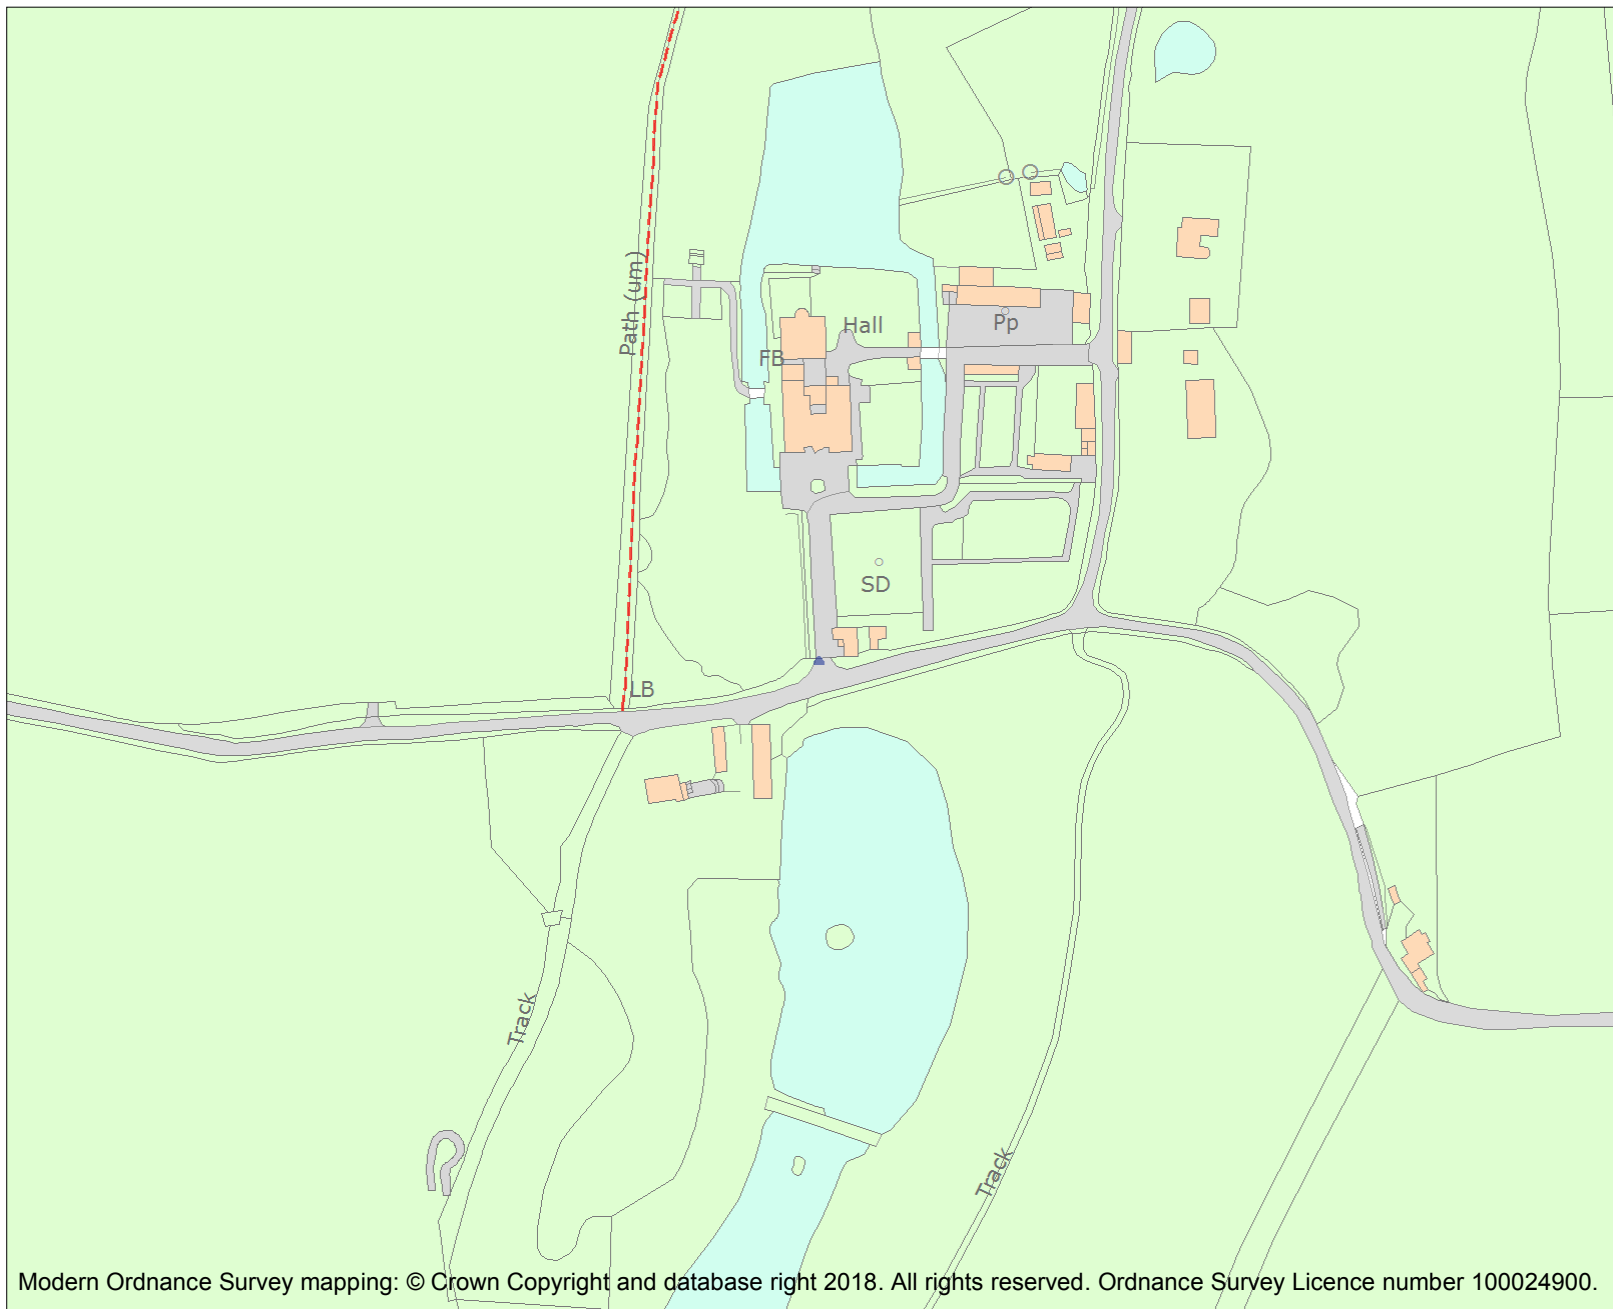 Path (um)
Hall
Pp
FB
SD
LB
Track
Track
Modern Ordnance Survey mapping: © Crown Copyright and database right 2018. All rights reserved. Ordnance Survey Licence number 100024900.